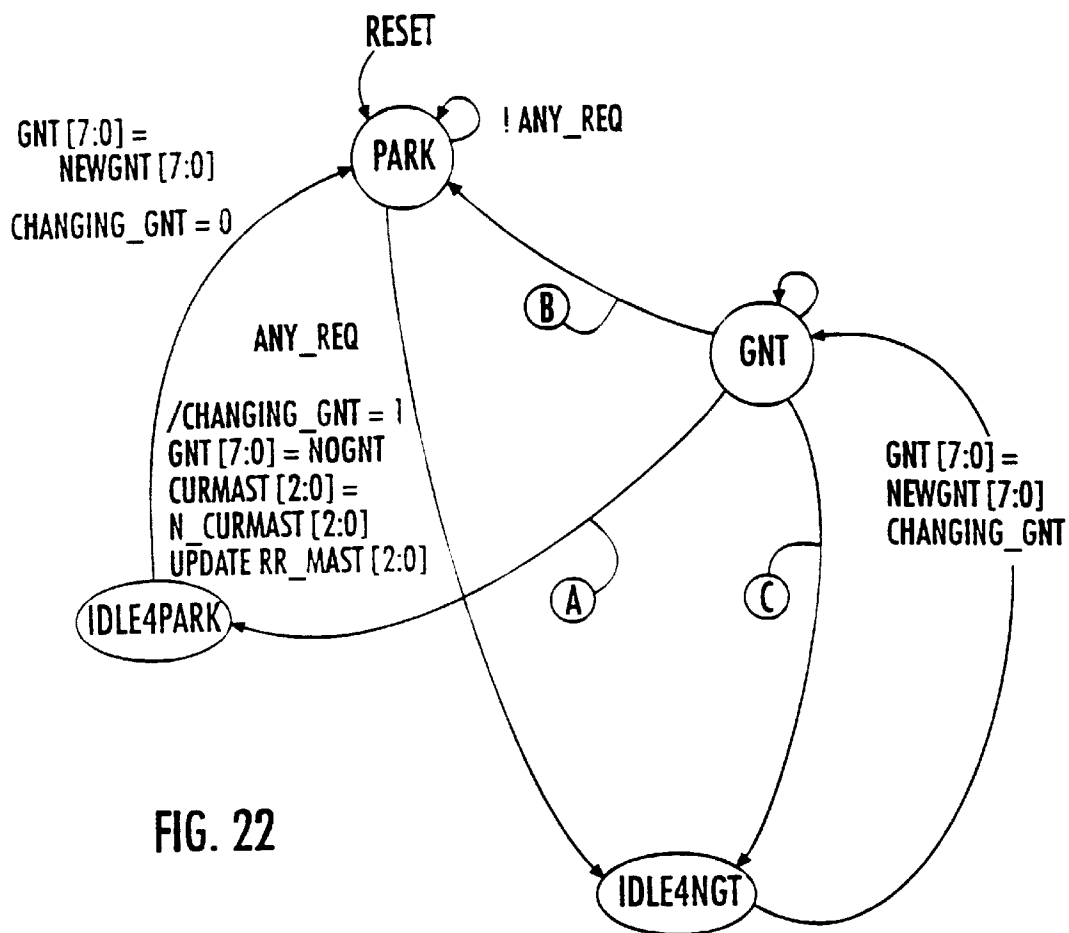 RESET
GNT [7:0] =
NEWGNT [7:0]
CHANGING_GNT = 0
PARK
! ANY_REQ
B
GNT
ANY_REQ
/CHANGING_GNT = 1
GNT [7:0] = NOGNT
CURMAST [2:0] =
N_CURMAST [2:0]
UPDATE RR_MAST [2:0]
GNT [7:0] =
NEWGNT [7:0]
CHANGING_GNT
IDLE4PARK
A
C
FIG. 22
IDLE4NGT